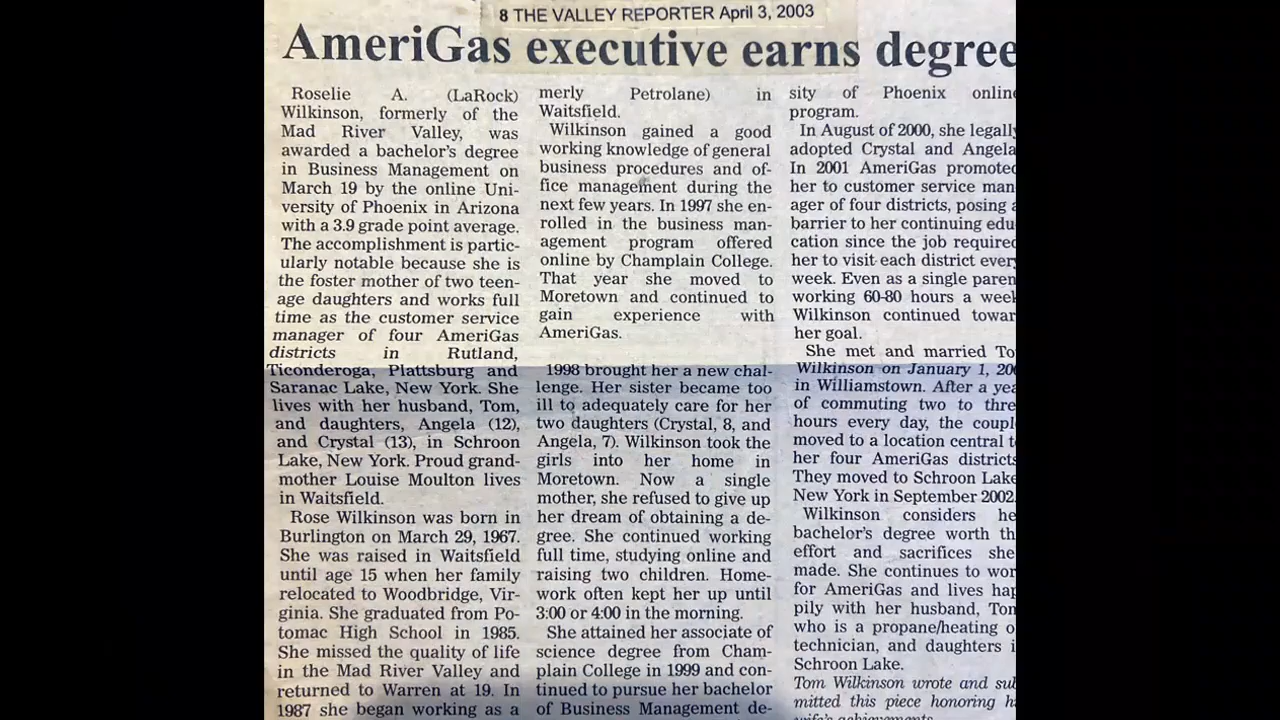 8 THE VALLEY REPORTER April 3, 2003
AmeriGas executive earns degree
Roselie A. (LaRock)
Wilkinson, formerly of the
Mad River Valley, was
awarded a bachelor's degree
in Business Management on
March 19 by the online Uni-
versity of Phoenix in Arizona
with a 3.9 grade point average.
The accomplishment is partic-
ularly notable because she is
the foster mother of two teen-
age daughters and works full
time as the customer service
manager of four AmeriGas
districts in Rutland,
Ticonderoga, Plattsburg and
Saranac Lake, New York. She
lives with her husband, Tom,
and daughters, Angela (12),
and Crystal (13), in Schroon
Lake, New York. Proud grand-
mother Louise Moulton lives
in Waitsfield.
Rose Wilkinson was born in
Burlington on March 29, 1967.
She was raised in Waitsfield
until age 15 when her family
relocated to Woodbridge, Vir-
ginia. She graduated from Po-
tomac High School in 1985.
She missed the quality of life
in the Mad River Valley and
returned to Warren at 19. In
1987 she began working as a
merly Petrolane) in
Waitsfield.
Wilkinson gained a good
working knowledge of general
business procedures and of-
fice management during the
next few years. In 1997 she en-
rolled in the business man-
agement program offered
online by Champlain College.
That year she moved to
Moretown and continued to
gain experience with
AmeriGas.
1998 brought her a new chal-
lenge. Her sister became too
ill to adequately care for her
two daughters (Crystal, 8, and
Angela, 7). Wilkinson took the
girls into her home in
Moretown. Now a single
mother, she refused to give up
her dream of obtaining a de-
gree. She continued working
full time, studying online and
raising two children. Home-
work often kept her up until
3:00 or 4:00 in the morning.
She attained her associate of
science degree from Cham-
plain College in 1999 and con-
tinued to pursue her bachelor
of Business Management de-
sity of Phoenix online
program.
In August of 2000, she legally
adopted Crystal and Angela
In 2001 AmeriGas promoted
her to customer service man
ager of four districts, posing a
barrier to her continuing edu
cation since the job required
her to visit each district every
week. Even as a single paren
working 60-80 hours a week
Wilkinson continued towar
her goal.
She met and married To
Wilkinson on January 1, 200
in Williamstown. After a yea
of commuting two to thre
hours every day, the coupl
moved to a location central t
her four AmeriGas districts
They moved to Schroon Lake
New York in September 2002.
Wilkinson considers he
bachelor's degree worth th
effort and sacrifices she
made. She continues to wor
for AmeriGas and lives hap
pily with her husband, Tom
who is a propane/heating o
technician, and daughters i
Schroon Lake.
Tom Wilkinson wrote and sub
mitted this piece honoring h
wife's achievements.